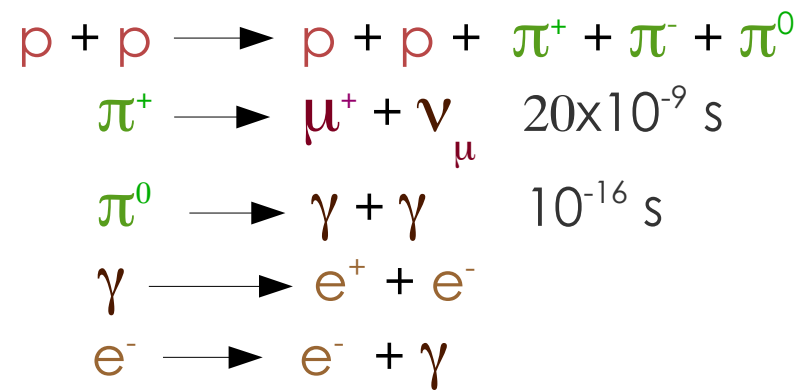 p + p → p + p + π⁺ + π⁻ + π⁰
π⁺ → μ⁺ + ν_μ 20x10⁻⁹ s
π⁰ → γ + γ 10⁻¹⁶ s
γ → e⁺ + e⁻
e⁻ → e⁻ + γ